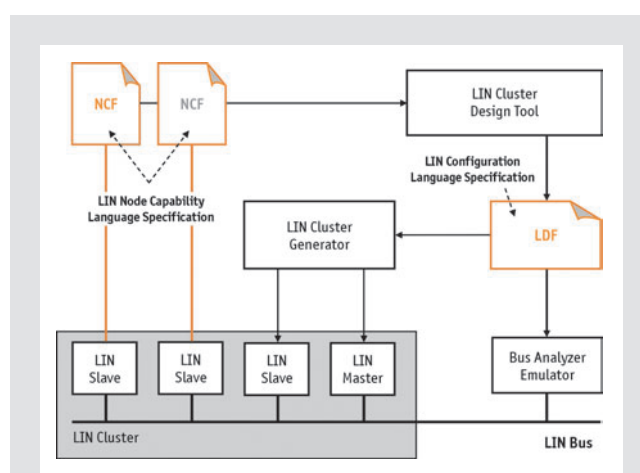 NCF
NCF
LIN Cluster
Design Tool
LIN Node Capability
Language Specification
LIN Configuration
Language Specification
LIN Cluster
Generator
LDF
LIN
Slave
LIN
Slave
LIN
Slave
LIN
Master
Bus Analyzer
Emulator
LIN Cluster
LIN Bus